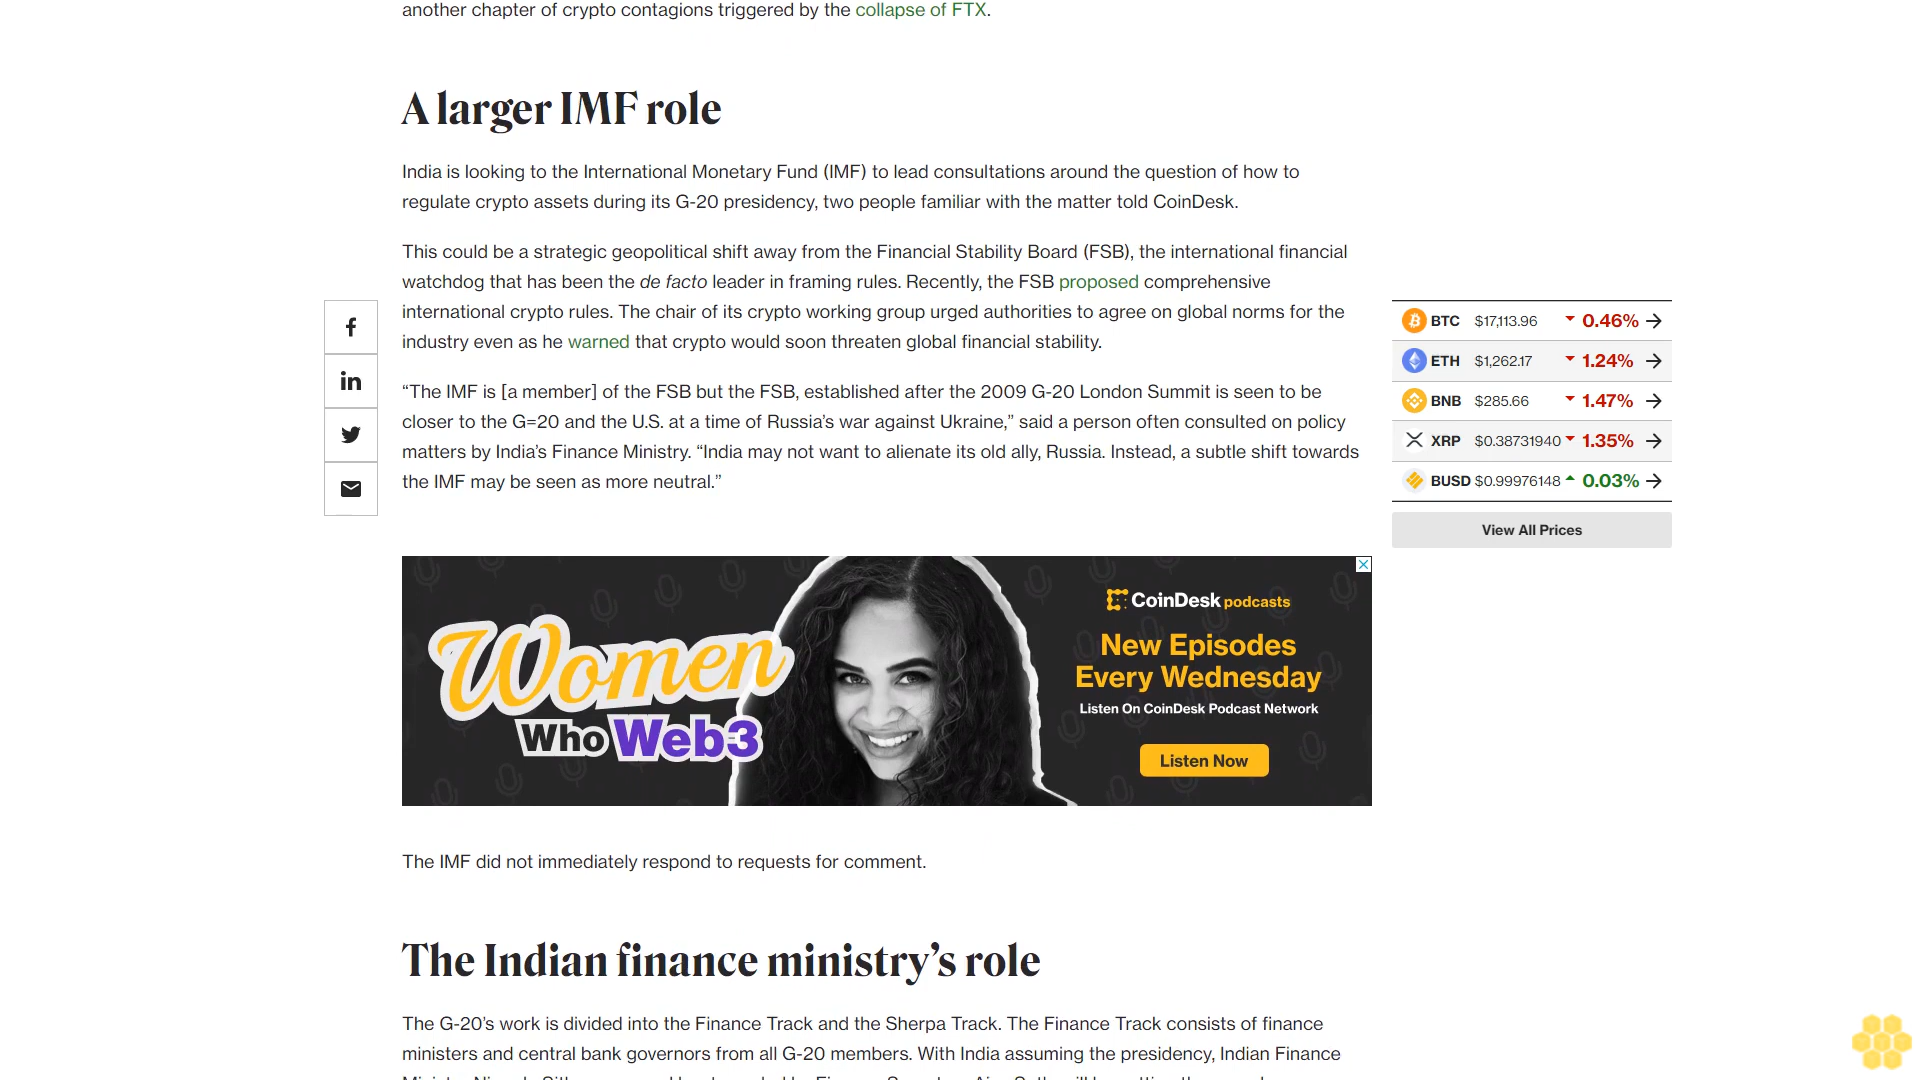 another chapter of crypto contagions triggered by the collapse of FTX.
A larger IMF role
India is looking to the International Monetary Fund (IMF) to lead consultations around the question of how to
regulate crypto assets during its G-20 presidency, two people familiar with the matter told CoinDesk.
This could be a strategic geopolitical shift away from the Financial Stability Board (FSB), the international financial
watchdog that has been the de facto leader in framing rules. Recently, the FSB proposed comprehensive
international crypto rules. The chair of its crypto working group urged authorities to agree on global norms for the
industry even as he warned that crypto would soon threaten global financial stability.
“The IMF is [a member] of the FSB but the FSB, established after the 2009 G-20 London Summit is seen to be
closer to the G=20 and the U.S. at a time of Russia’s war against Ukraine,” said a person often consulted on policy
matters by India’s Finance Ministry. “India may not want to alienate its old ally, Russia. Instead, a subtle shift towards
the IMF may be seen as more neutral.”
BTC $17,113.96 0.46%
ETH $1,262.17 1.24%
BNB $285.66 1.47%
XRP $0.38731940 1.35%
BUSD $0.99976148 0.03%
View All Prices
Women
Who Web3
CoinDesk podcasts
New Episodes
Every Wednesday
Listen On CoinDesk Podcast Network
Listen Now
The IMF did not immediately respond to requests for comment.
The Indian finance ministry’s role
The G-20’s work is divided into the Finance Track and the Sherpa Track. The Finance Track consists of finance
ministers and central bank governors from all G-20 members. With India assuming the presidency, Indian Finance